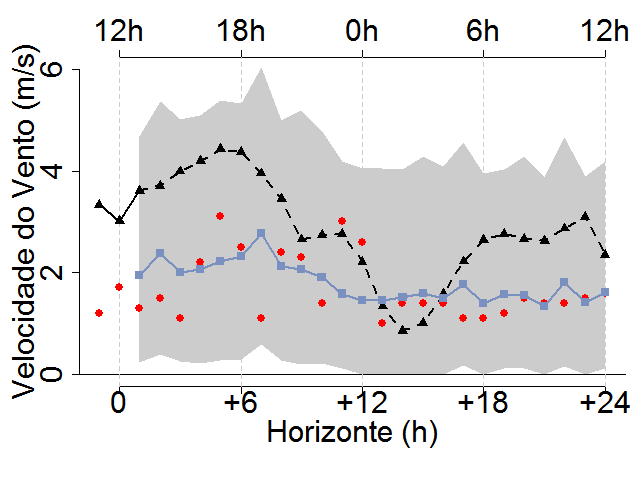 12h 18h 0h 6h 12h
Velocidade do Vento (m/s)
6
4
2
0
0 +6 +12 +18 +24
Horizonte (h)